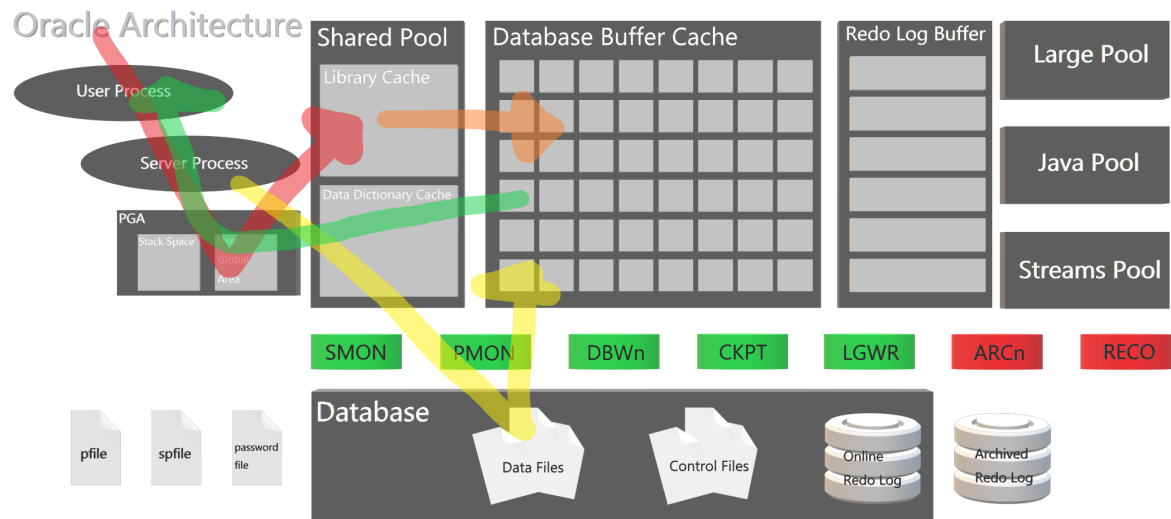 Oracle Architecture
User Process
Server Process
PGA
Stack Space
User
Global
Area
Shared Pool
Library Cache
Data Dictionary Cache
Database Buffer Cache
Redo Log Buffer
Large Pool
Java Pool
Streams Pool
SMON
PMON
DBWn
CKPT
LGWR
ARCn
RECO
pfile
spfile
password
file
Database
Data Files
Control Files
Online
Redo Log
Archived
Redo Log